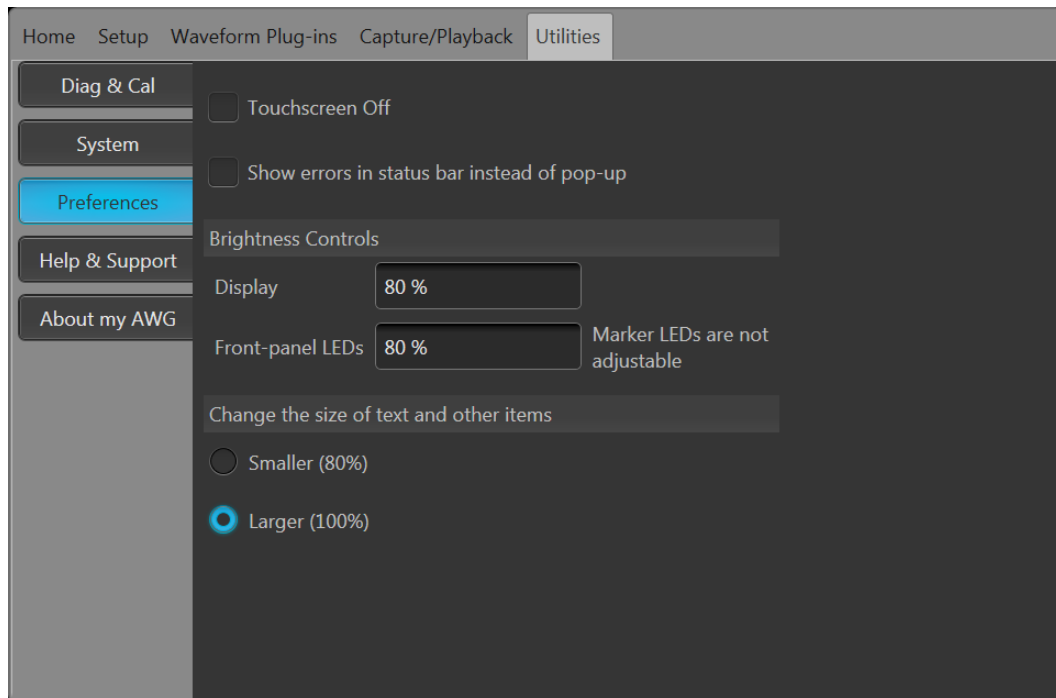 Home Setup Waveform Plug-ins Capture/Playback Utilities
Diag & Cal
System
Preferences
Help & Support
About my AWG
Touchscreen Off
Show errors in status bar instead of pop-up
Brightness Controls
Display 80 %
Front-panel LEDs 80 % Marker LEDs are not
adjustable
Change the size of text and other items
Smaller (80%)
Larger (100%)